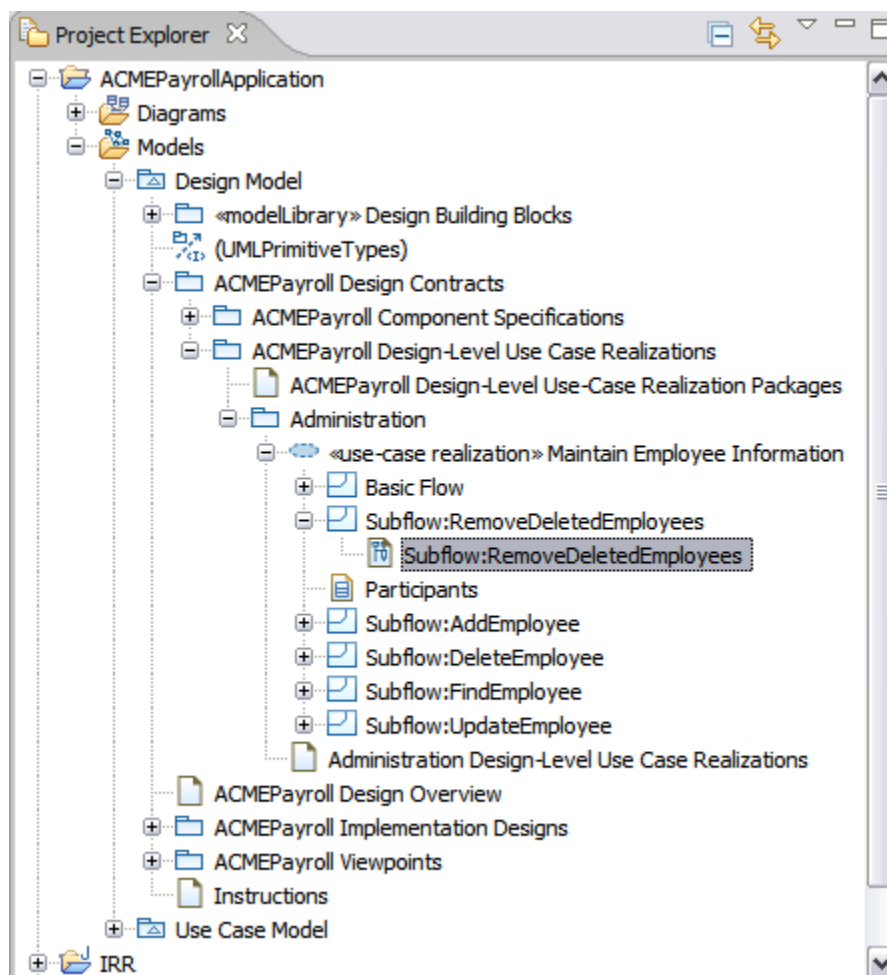 Project Explorer
ACMEPayrollApplication
Diagrams
Models
Design Model
«modelLibrary» Design Building Blocks
(UMLPrimitiveTypes)
ACMEPayroll Design Contracts
ACMEPayroll Component Specifications
ACMEPayroll Design-Level Use Case Realizations
ACMEPayroll Design-Level Use-Case Realization Packages
Administration
«use-case realization» Maintain Employee Information
Basic Flow
Subflow:RemoveDeletedEmployees
Subflow:RemoveDeletedEmployees
Participants
Subflow:AddEmployee
Subflow:DeleteEmployee
Subflow:FindEmployee
Subflow:UpdateEmployee
Administration Design-Level Use Case Realizations
ACMEPayroll Design Overview
ACMEPayroll Implementation Designs
ACMEPayroll Viewpoints
Instructions
Use Case Model
IRR